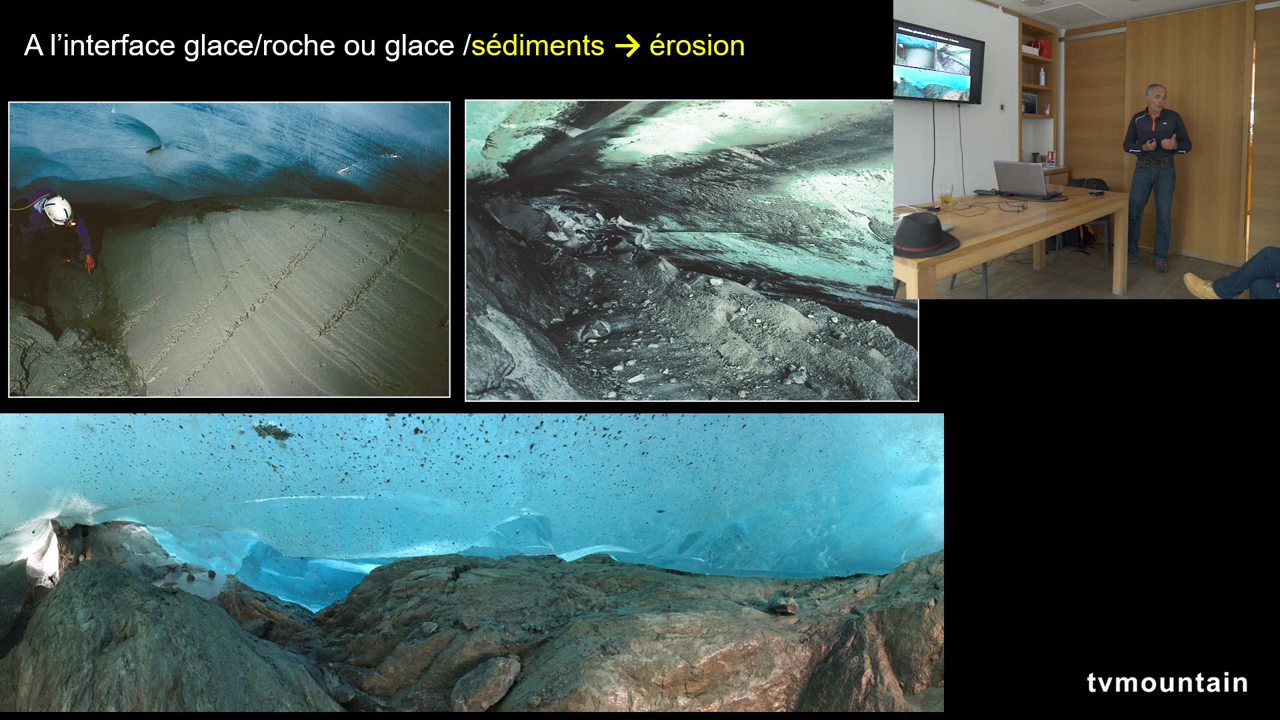 A l’interface glace/roche ou glace /sédiments → érosion
tvmountain